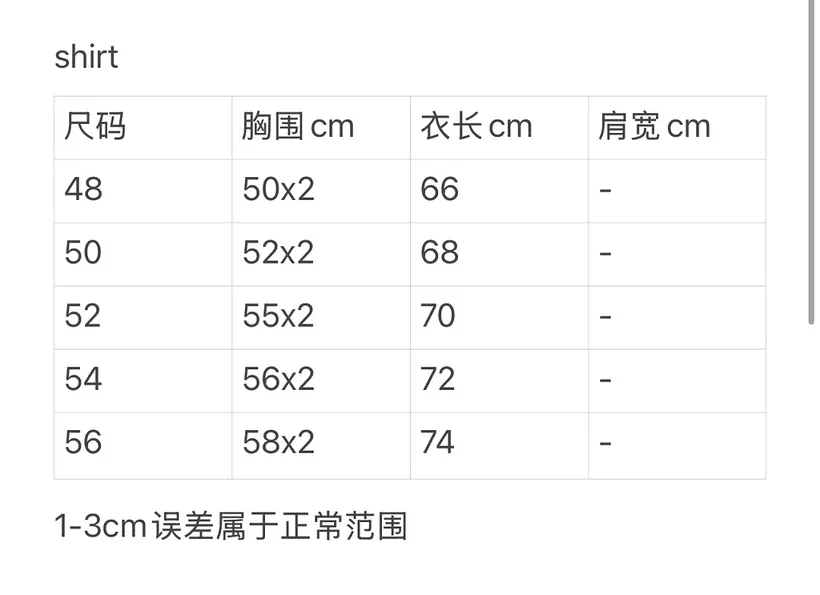 shirt
尺码 胸围cm 衣长cm 肩宽cm
48 50x2 66 -
50 52x2 68 -
52 55x2 70 -
54 56x2 72 -
56 58x2 74 -
1-3cm误差属于正常范围